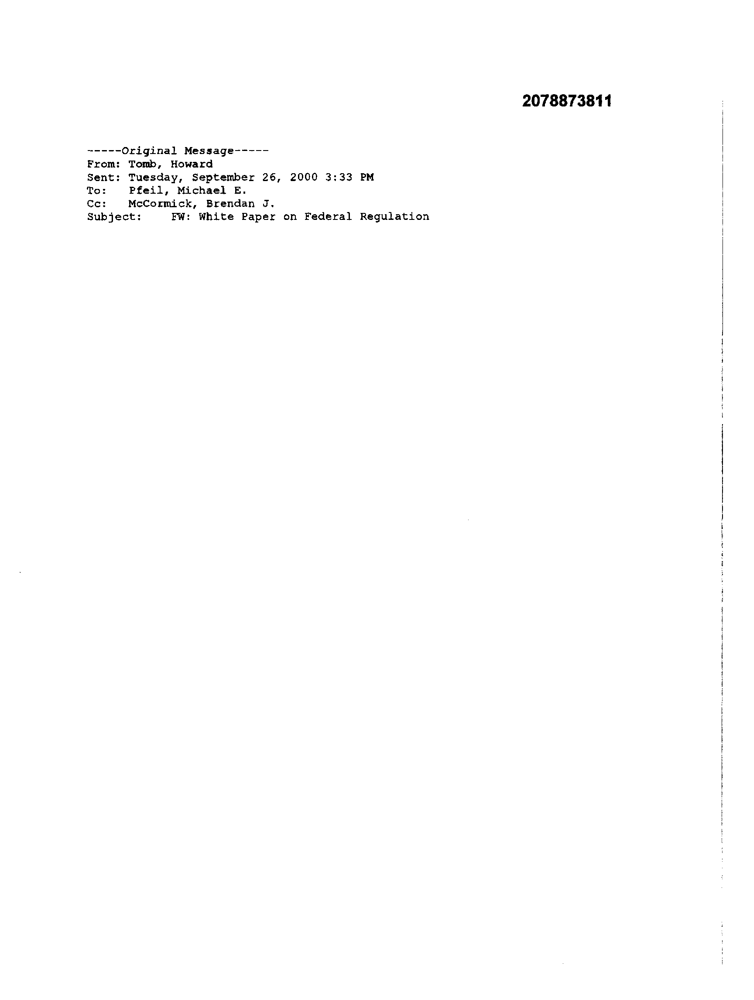 2078873811
-----Original Message-----
From: Tomb, Howard
Sent: Tuesday, September 26, 2000 3:33 PM
To: Pfeil, Michael E.
Cc: McCormick, Brendan J.
Subject: FW: White Paper on Federal Regulation